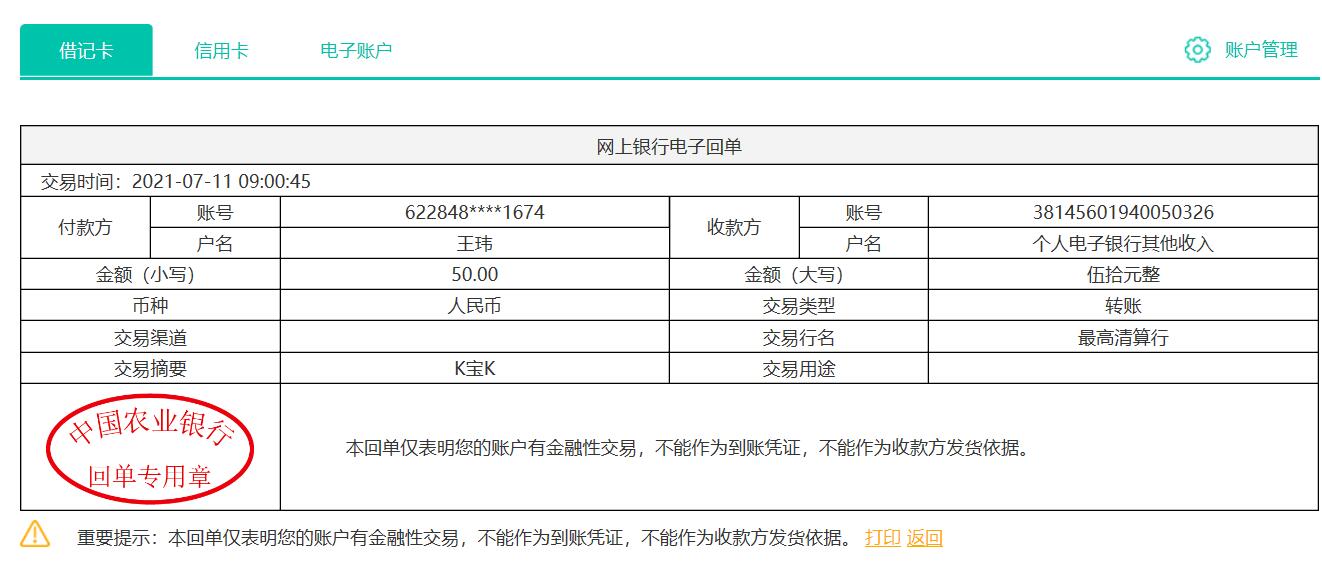 借记卡 信用卡 电子账户 账户管理
网上银行电子回单
交易时间：2021-07-11 09:00:45
付款方 账号 622848****1674 收款方 账号 38145601940050326
户名 王玮 户名 个人电子银行其他收入
金额（小写） 50.00 金额（大写） 伍拾元整
币种 人民币 交易类型 转账
交易渠道 交易行名 最高清算行
交易摘要 K宝K 交易用途
中国农业银行
回单专用章
本回单仅表明您的账户有金融性交易，不能作为到账凭证，不能作为收款方发货依据。
重要提示：本回单仅表明您的账户有金融性交易，不能作为到账凭证，不能作为收款方发货依据。 打印 返回